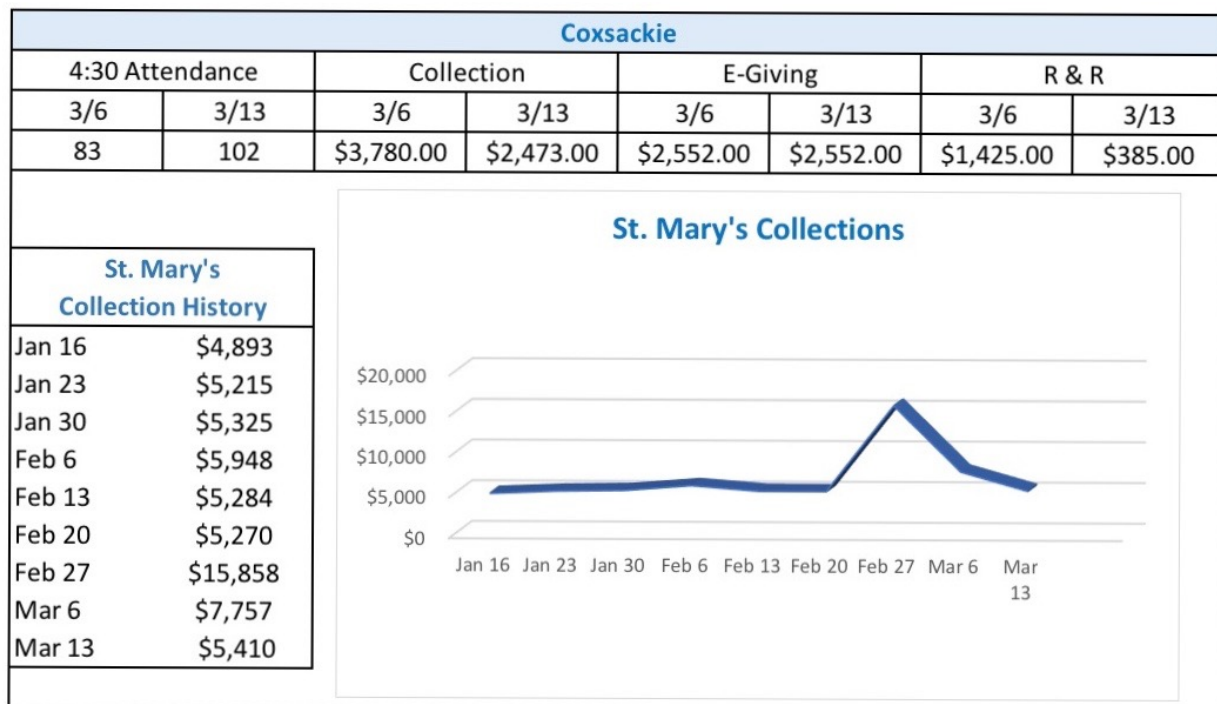 Coxsackie
4:30 Attendance Collection E-Giving R & R
3/6 3/13 3/6 3/13 3/6 3/13 3/6 3/13
83 102 $3,780.00 $2,473.00 $2,552.00 $2,552.00 $1,425.00 $385.00
St. Mary's
Collection History
Jan 16 $4,893
Jan 23 $5,215
Jan 30 $5,325
Feb 6 $5,948
Feb 13 $5,284
Feb 20 $5,270
Feb 27 $15,858
Mar 6 $7,757
Mar 13 $5,410
St. Mary's Collections
$20,000
$15,000
$10,000
$5,000
$0
Jan 16 Jan 23 Jan 30 Feb 6 Feb 13 Feb 20 Feb 27 Mar 6 Mar
13